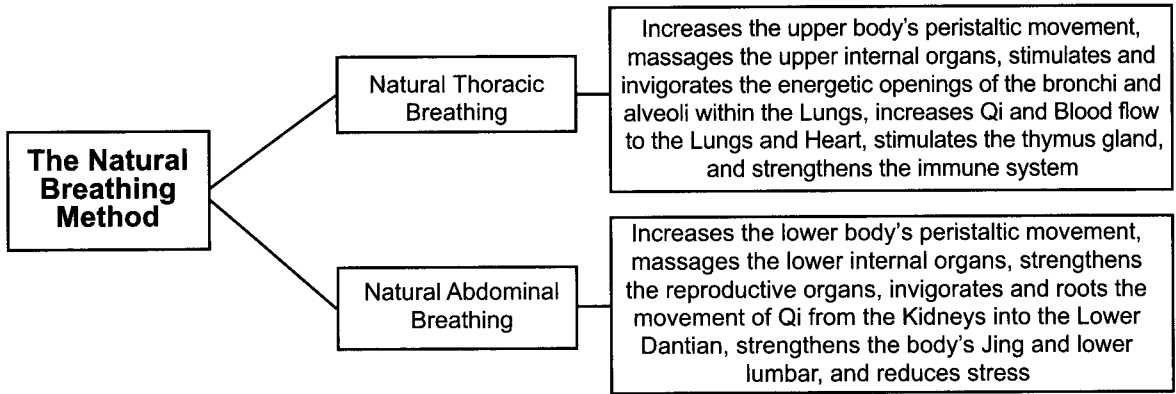 The Natural
Breathing
Method
Natural Thoracic
Breathing
Increases the upper body's peristaltic movement,
massages the upper internal organs, stimulates and
invigorates the energetic openings of the bronchi and
alveoli within the Lungs, increases Qi and Blood flow
to the Lungs and Heart, stimulates the thymus gland,
and strengthens the immune system
Natural Abdominal
Breathing
Increases the lower body's peristaltic movement,
massages the lower internal organs, strengthens
the reproductive organs, invigorates and roots the
movement of Qi from the Kidneys into the Lower
Dantian, strengthens the body's Jing and lower
lumbar, and reduces stress